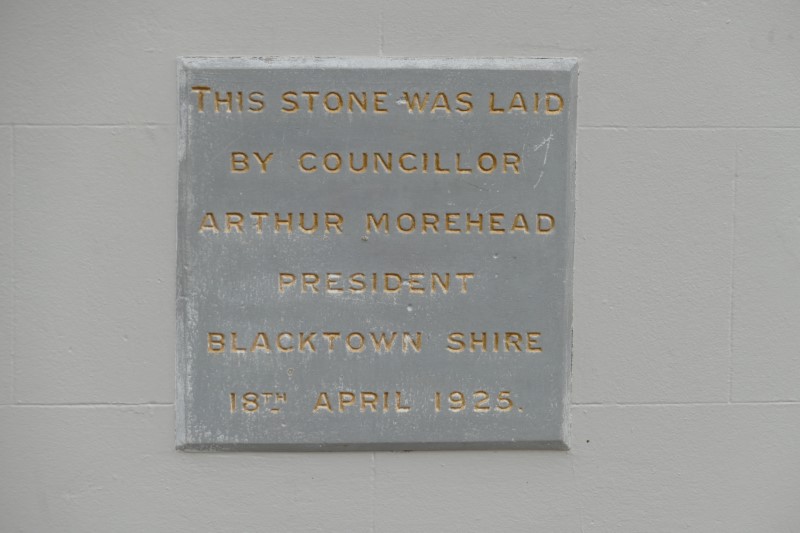 THIS STONE WAS LAID
BY COUNCILLOR
ARTHUR MOREHEAD
PRESIDENT
BLACKTOWN SHIRE
18TH APRIL 1925.